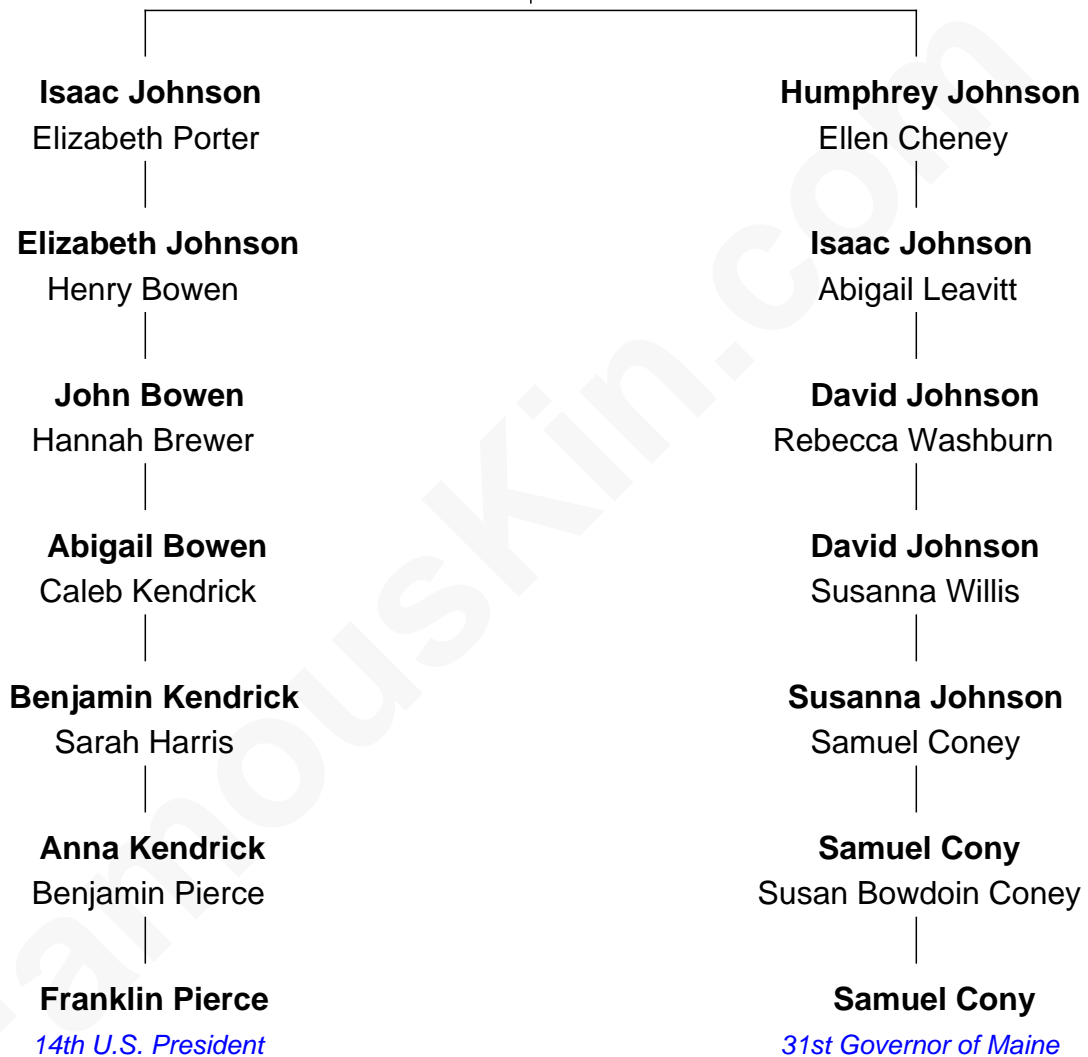 Isaac Johnson
Elizabeth Porter
Elizabeth Johnson
Henry Bowen
John Bowen
Hannah Brewer
Abigail Bowen
Caleb Kendrick
Benjamin Kendrick
Sarah Harris
Anna Kendrick
Benjamin Pierce
Franklin Pierce
14th U.S. President
Humphrey Johnson
Ellen Cheney
Isaac Johnson
Abigail Leavitt
David Johnson
Rebecca Washburn
David Johnson
Susanna Willis
Susanna Johnson
Samuel Coney
Samuel Cony
Susan Bowdoin Coney
Samuel Cony
31st Governor of Maine
famouskin.com